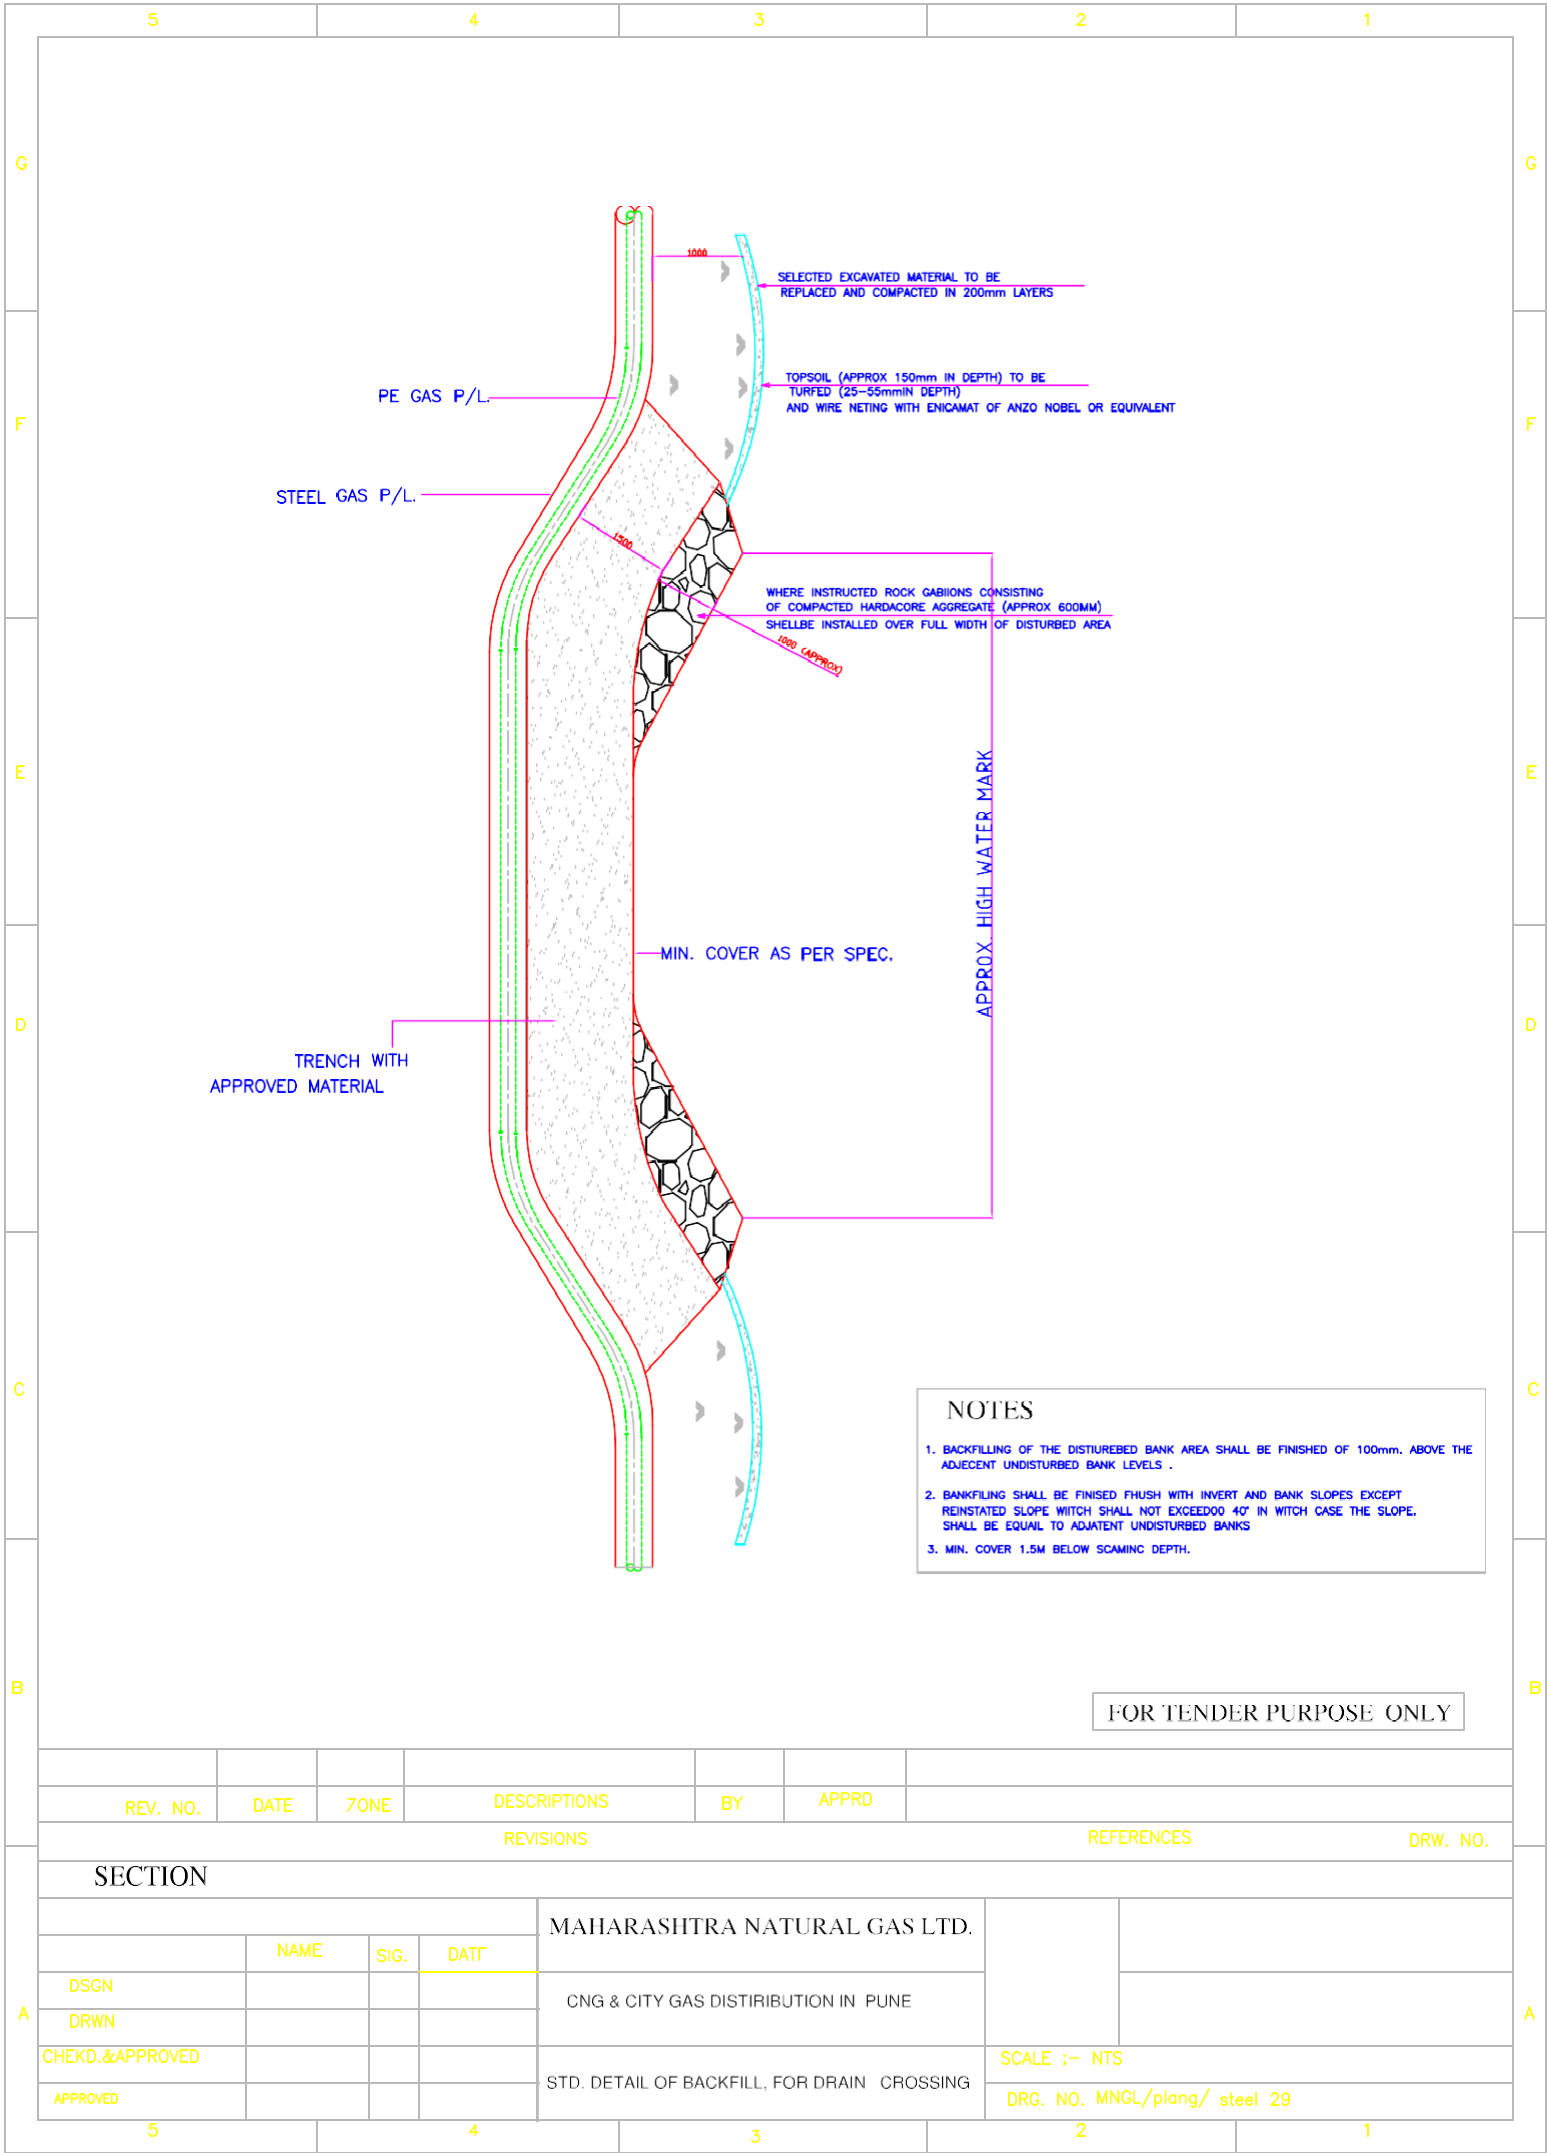 5 4 3 2 1
G G
1000
SELECTED EXCAVATED MATERIAL TO BE
REPLACED AND COMPACTED IN 200mm LAYERS
TOPSOIL (APPROX 150mm IN DEPTH) TO BE
TURFED (25-55mmIN DEPTH)
AND WIRE NETING WITH ENICAMAT OF ANZO NOBEL OR EQUIVALENT
PE GAS P/L.
F F
STEEL GAS P/L.
1500
WHERE INSTRUCTED ROCK GABIIONS CONSISTING
OF COMPACTED HARDACORE AGGREGATE (APPROX 600MM)
SHELLBE INSTALLED OVER FULL WIDTH OF DISTURBED AREA
1000 (APPROX)
E E
APPROX. HIGH WATER MARK
MIN. COVER AS PER SPEC.
D D
TRENCH WITH
APPROVED MATERIAL
C C
NOTES
1. BACKFILLING OF THE DISTIUREBED BANK AREA SHALL BE FINISHED OF 100mm. ABOVE THE
ADJECENT UNDISTURBED BANK LEVELS .
2. BANKFILING SHALL BE FINISED FHUSH WITH INVERT AND BANK SLOPES EXCEPT
REINSTATED SLOPE WIITCH SHALL NOT EXCEEDOO 40° IN WITCH CASE THE SLOPE.
SHALL BE EQUAIL TO ADJATENT UNDISTURBED BANKS
3. MIN. COVER 1.5M BELOW SCAMINC DEPTH.
B B
FOR TENDER PURPOSE ONLY
REV. NO. DATE 7ONE DESCRIPTIONS BY APPRD
REVISIONS REFERENCES DRW. NO.
SECTION
MAHARASHTRA NATURAL GAS LTD.
NAME SIG. DATE
DSGN
CNG & CITY GAS DISTIRIBUTION IN PUNE
A A
DRWN
CHEKD.&APPROVED
SCALE :- NTS
STD. DETAIL OF BACKFILL, FOR DRAIN CROSSING
APPROVED
DRG. NO. MNGL/plang/ steel 29
5 4 3 2 1